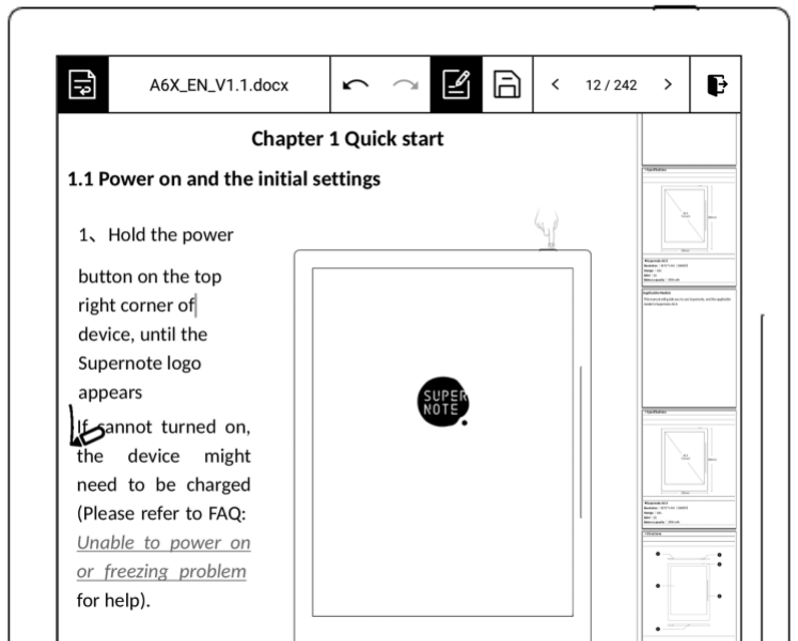 A6X_EN_V1.1.docx
12 / 242
Chapter 1 Quick start
1.1 Power on and the initial settings
1、Hold the power
button on the top
right corner of
device, until the
Supernote logo
appears
If cannot turned on,
the device might
need to be charged
(Please refer to FAQ:
Unable to power on
or freezing problem
for help).
SUPER
NOTE